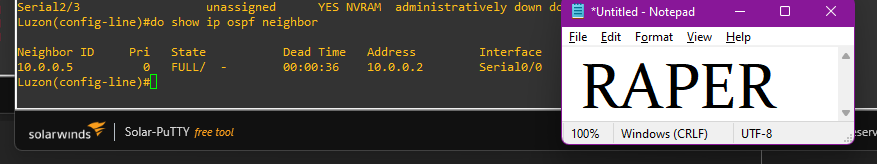 Serial2/3 unassigned YES NVRAM administratively down do
Luzon(config-line)#do show ip ospf neighbor
Neighbor ID Pri State Dead Time Address Interface
10.0.0.5 0 FULL/ - 00:00:36 10.0.0.2 Serial0/0
Luzon(config-line)#
solarwinds Solar-PuTTY free tool
*Untitled - Notepad
File Edit Format View Help
RAPER
100% Windows (CRLF) UTF-8